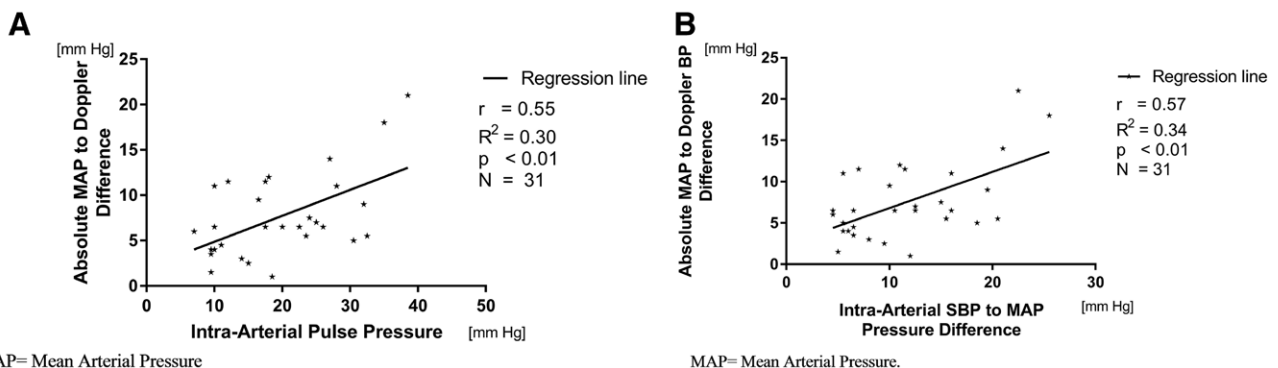 A
[mm Hg]
Absolute MAP to Doppler
Difference
25
20
15
10
5
0
0 10 20 30 40 50
Intra-Arterial Pulse Pressure [mm Hg]
Regression line
r = 0.55
R2 = 0.30
p < 0.01
N = 31
AP= Mean Arterial Pressure
B
[mm Hg]
Absolute MAP to Doppler BP
Difference
25
20
15
10
5
0
0 10 20 30
Intra-Arterial SBP to MAP [mm Hg]
Pressure Difference
Regression line
r = 0.57
R2 = 0.34
p < 0.01
N = 31
MAP= Mean Arterial Pressure.